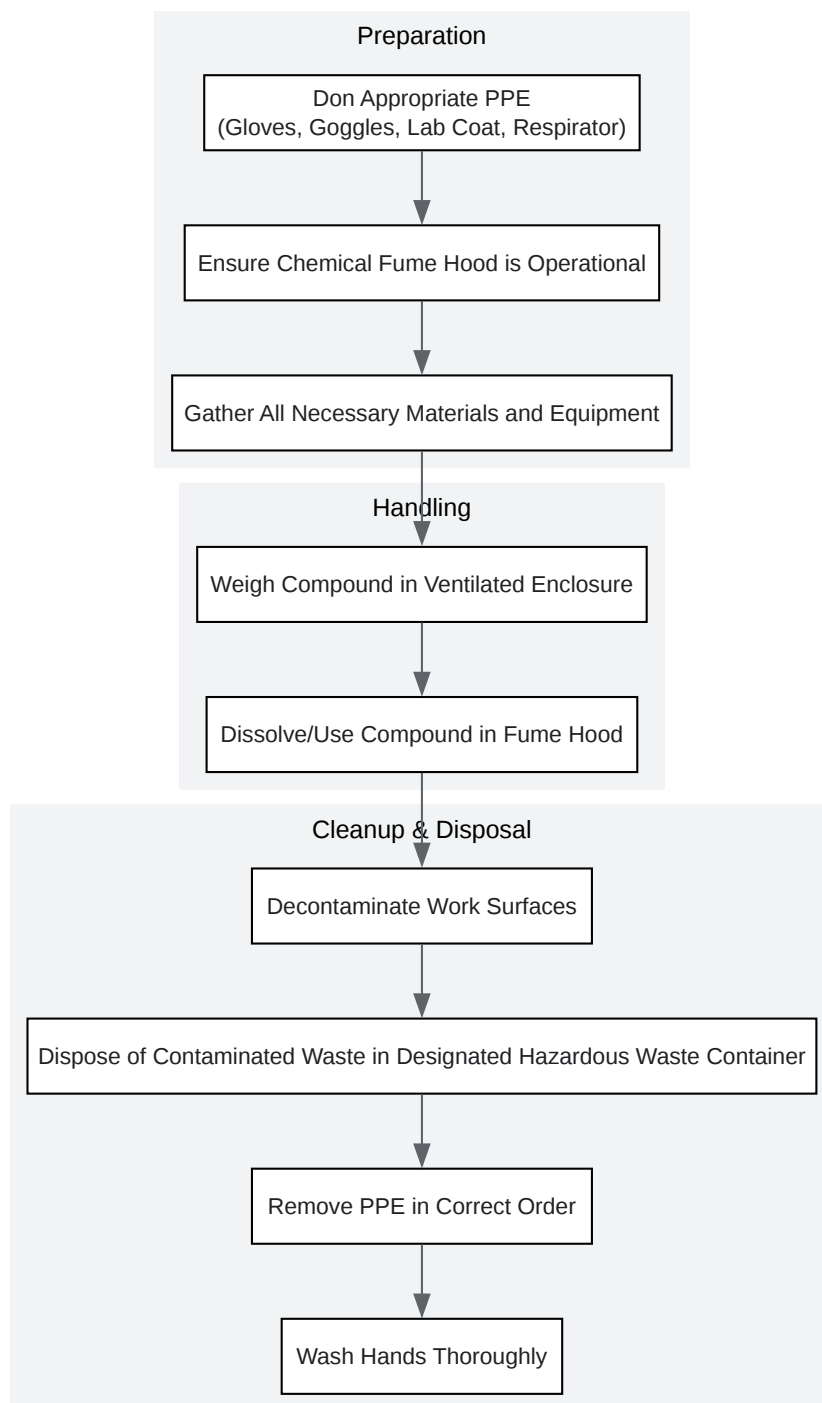 Preparation
Don Appropriate PPE
(Gloves, Goggles, Lab Coat, Respirator)
Ensure Chemical Fume Hood is Operational
Gather All Necessary Materials and Equipment
Handling
Weigh Compound in Ventilated Enclosure
Dissolve/Use Compound in Fume Hood
Cleanup & Disposal
Decontaminate Work Surfaces
Dispose of Contaminated Waste in Designated Hazardous Waste Container
Remove PPE in Correct Order
Wash Hands Thoroughly